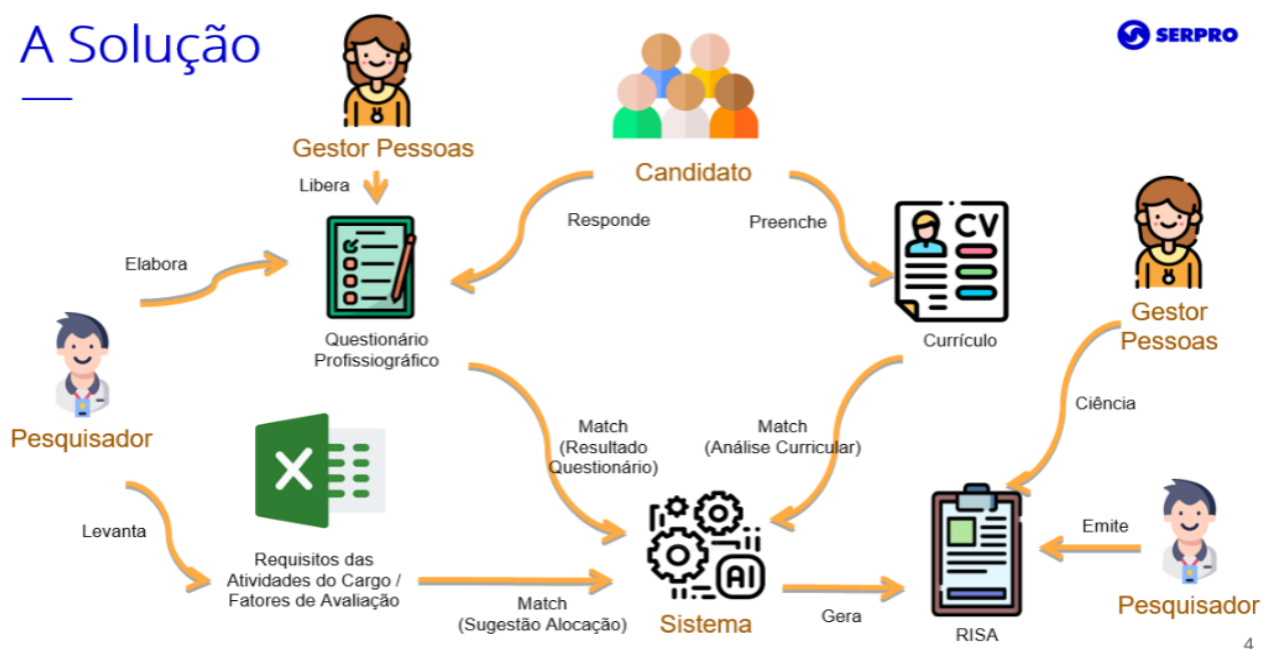 A Solução
SERPRO
Gestor Pessoas
Libera
Candidato
Responde
Preenche
CV
Elabora
Questionário
Profissiográfico
Currículo
Gestor
Pessoas
Pesquisador
Match
(Resultado
Questionário)
Match
(Análise Curricular)
Ciência
X
Levanta
Requisitos das
Atividades do Cargo /
Fatores de Avaliação
Match
(Sugestão Alocação)
AI
Sistema
Gera
RISA
Emite
Pesquisador
4